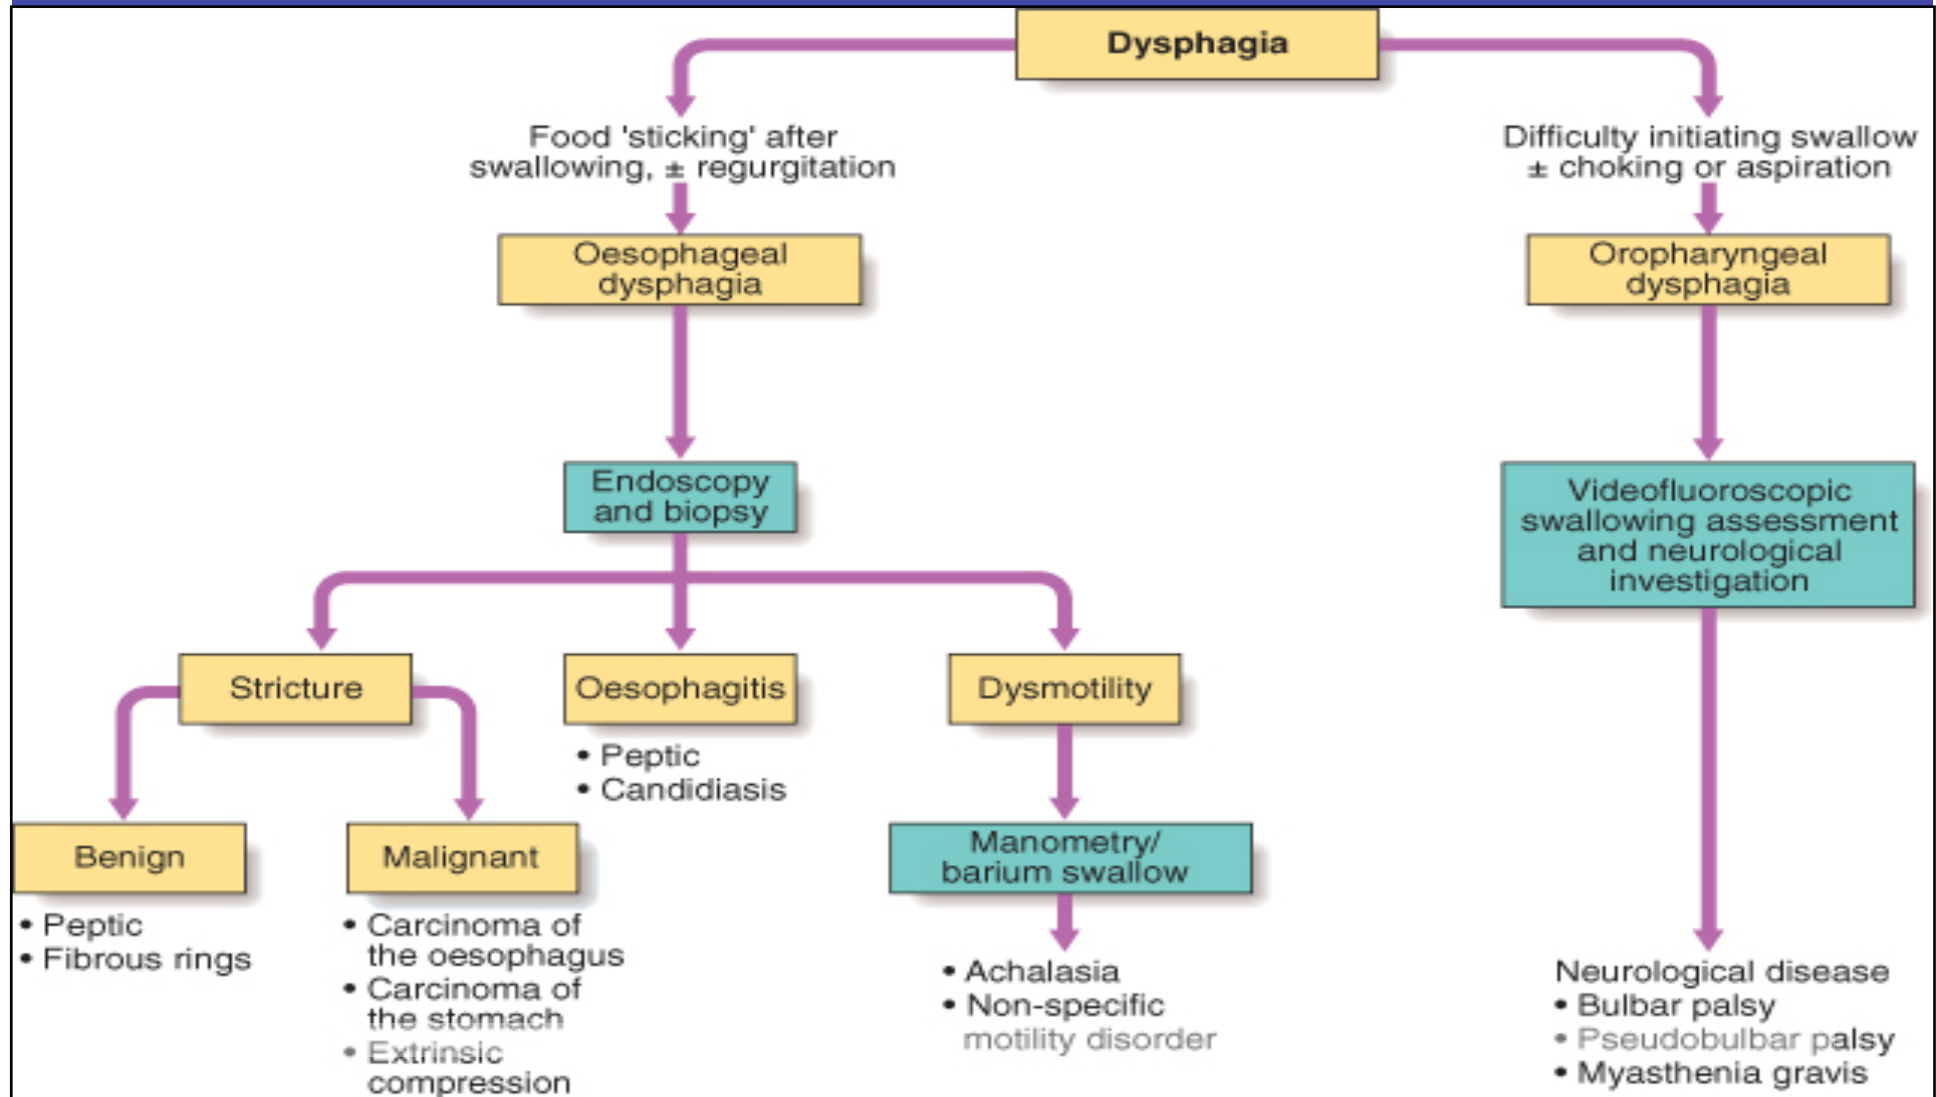 Dysphagia
Food 'sticking' after
swallowing, ± regurgitation
Difficulty initiating swallow
± choking or aspiration
Oesophageal
dysphagia
Oropharyngeal
dysphagia
Endoscopy
and biopsy
Videofluoroscopic
swallowing assessment
and neurological
investigation
Stricture
Oesophagitis
• Peptic
• Candidiasis
Dysmotility
Benign
• Peptic
• Fibrous rings
Malignant
• Carcinoma of
the oesophagus
• Carcinoma of
the stomach
• Extrinsic
compression
Manometry/
barium swallow
• Achalasia
• Non-specific
motility disorder
Neurological disease
• Bulbar palsy
• Pseudobulbar palsy
• Myasthenia gravis